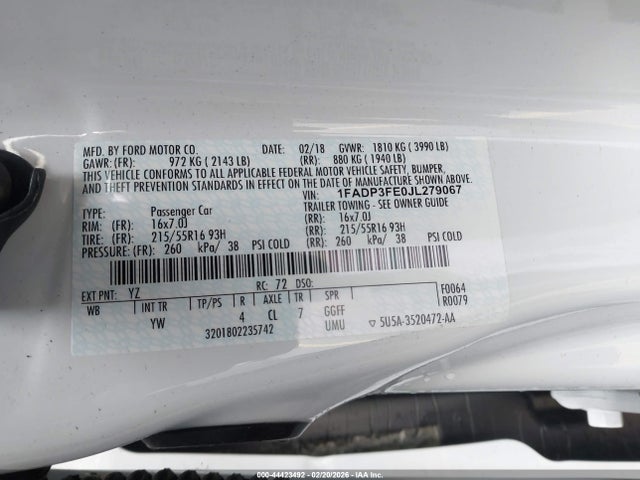 MFD. BY FORD MOTOR CO. DATE: 02/18 GVWR: 1810 KG ( 3990 LB)
GAWR: (FR): 972 KG ( 2143 LB) (RR): 880 KG ( 1940 LB)
THIS VEHICLE CONFORMS TO ALL APPLICABLE FEDERAL MOTOR VEHICLE SAFETY, BUMPER,
AND THEFT PREVENTION STANDARDS IN EFFECT ON THE DATE OF MANUFACTURE SHOWN ABOVE.
VIN: 1FADP3FE0JL279067
TYPE: Passenger Car TRAILER TOWING - SEE OWNER GUIDE
RIM: (FR) 16x7.0J (RR): 16x7.0J
TIRE: (FR): 215/55R16 93H (RR): 215/55R16 93H
PRESSURE: (FR): 260 kPa/ 38 PSI COLD (RR): 260 kPa/ 38 PSI COLD
EXT PNT: YZ RC: 72 DSO:
WB INT TR TP/PS R AXLE TR SPR F0064
YW 4 CL 7 GGFF R0079
3201802235742 UMU ▽ 5U5A-3520472-AA
000-44423492 - 02/20/2026 - IAA Inc.